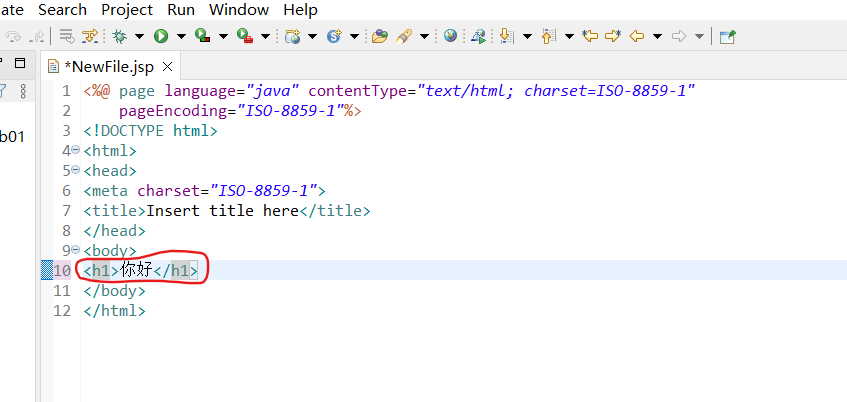 ate Search Project Run Window Help
*NewFile.jsp
b01
1 <%@ page language="java" contentType="text/html; charset=ISO-8859-1"
2     pageEncoding="ISO-8859-1"%>
3 <!DOCTYPE html>
4 <html>
5 <head>
6 <meta charset="ISO-8859-1">
7 <title>Insert title here</title>
8 </head>
9 <body>
10 <h1>你好</h1>
11 </body>
12 </html>